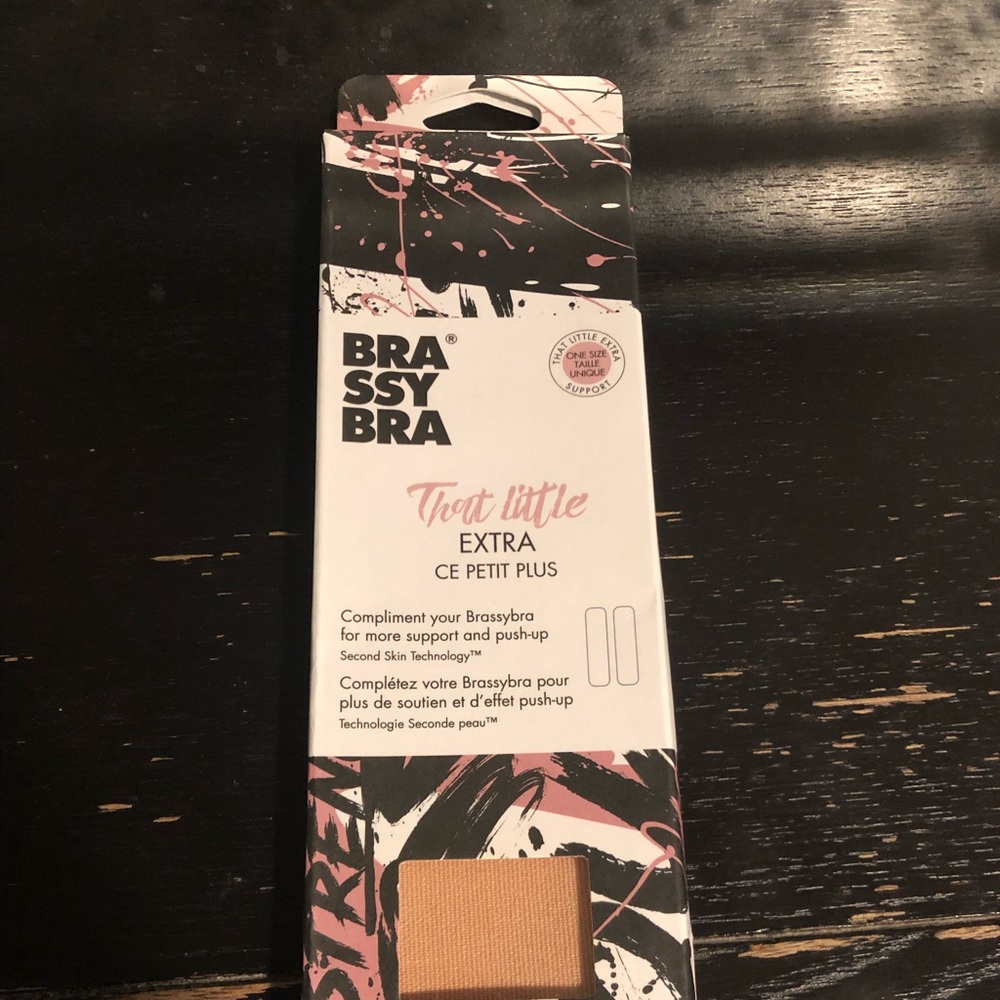 BRA®
SSY
BRA
THAT LITTLE EXTRA
ONE SIZE
TAILLE
UNIQUE
SUPPORT
That little
EXTRA
CE PETIT PLUS
Compliment your Brassybra
for more support and push-up
Second Skin Technology™
Complétez votre Brassybra pour
plus de soutien et d'effet push-up
Technologie Seconde peau™